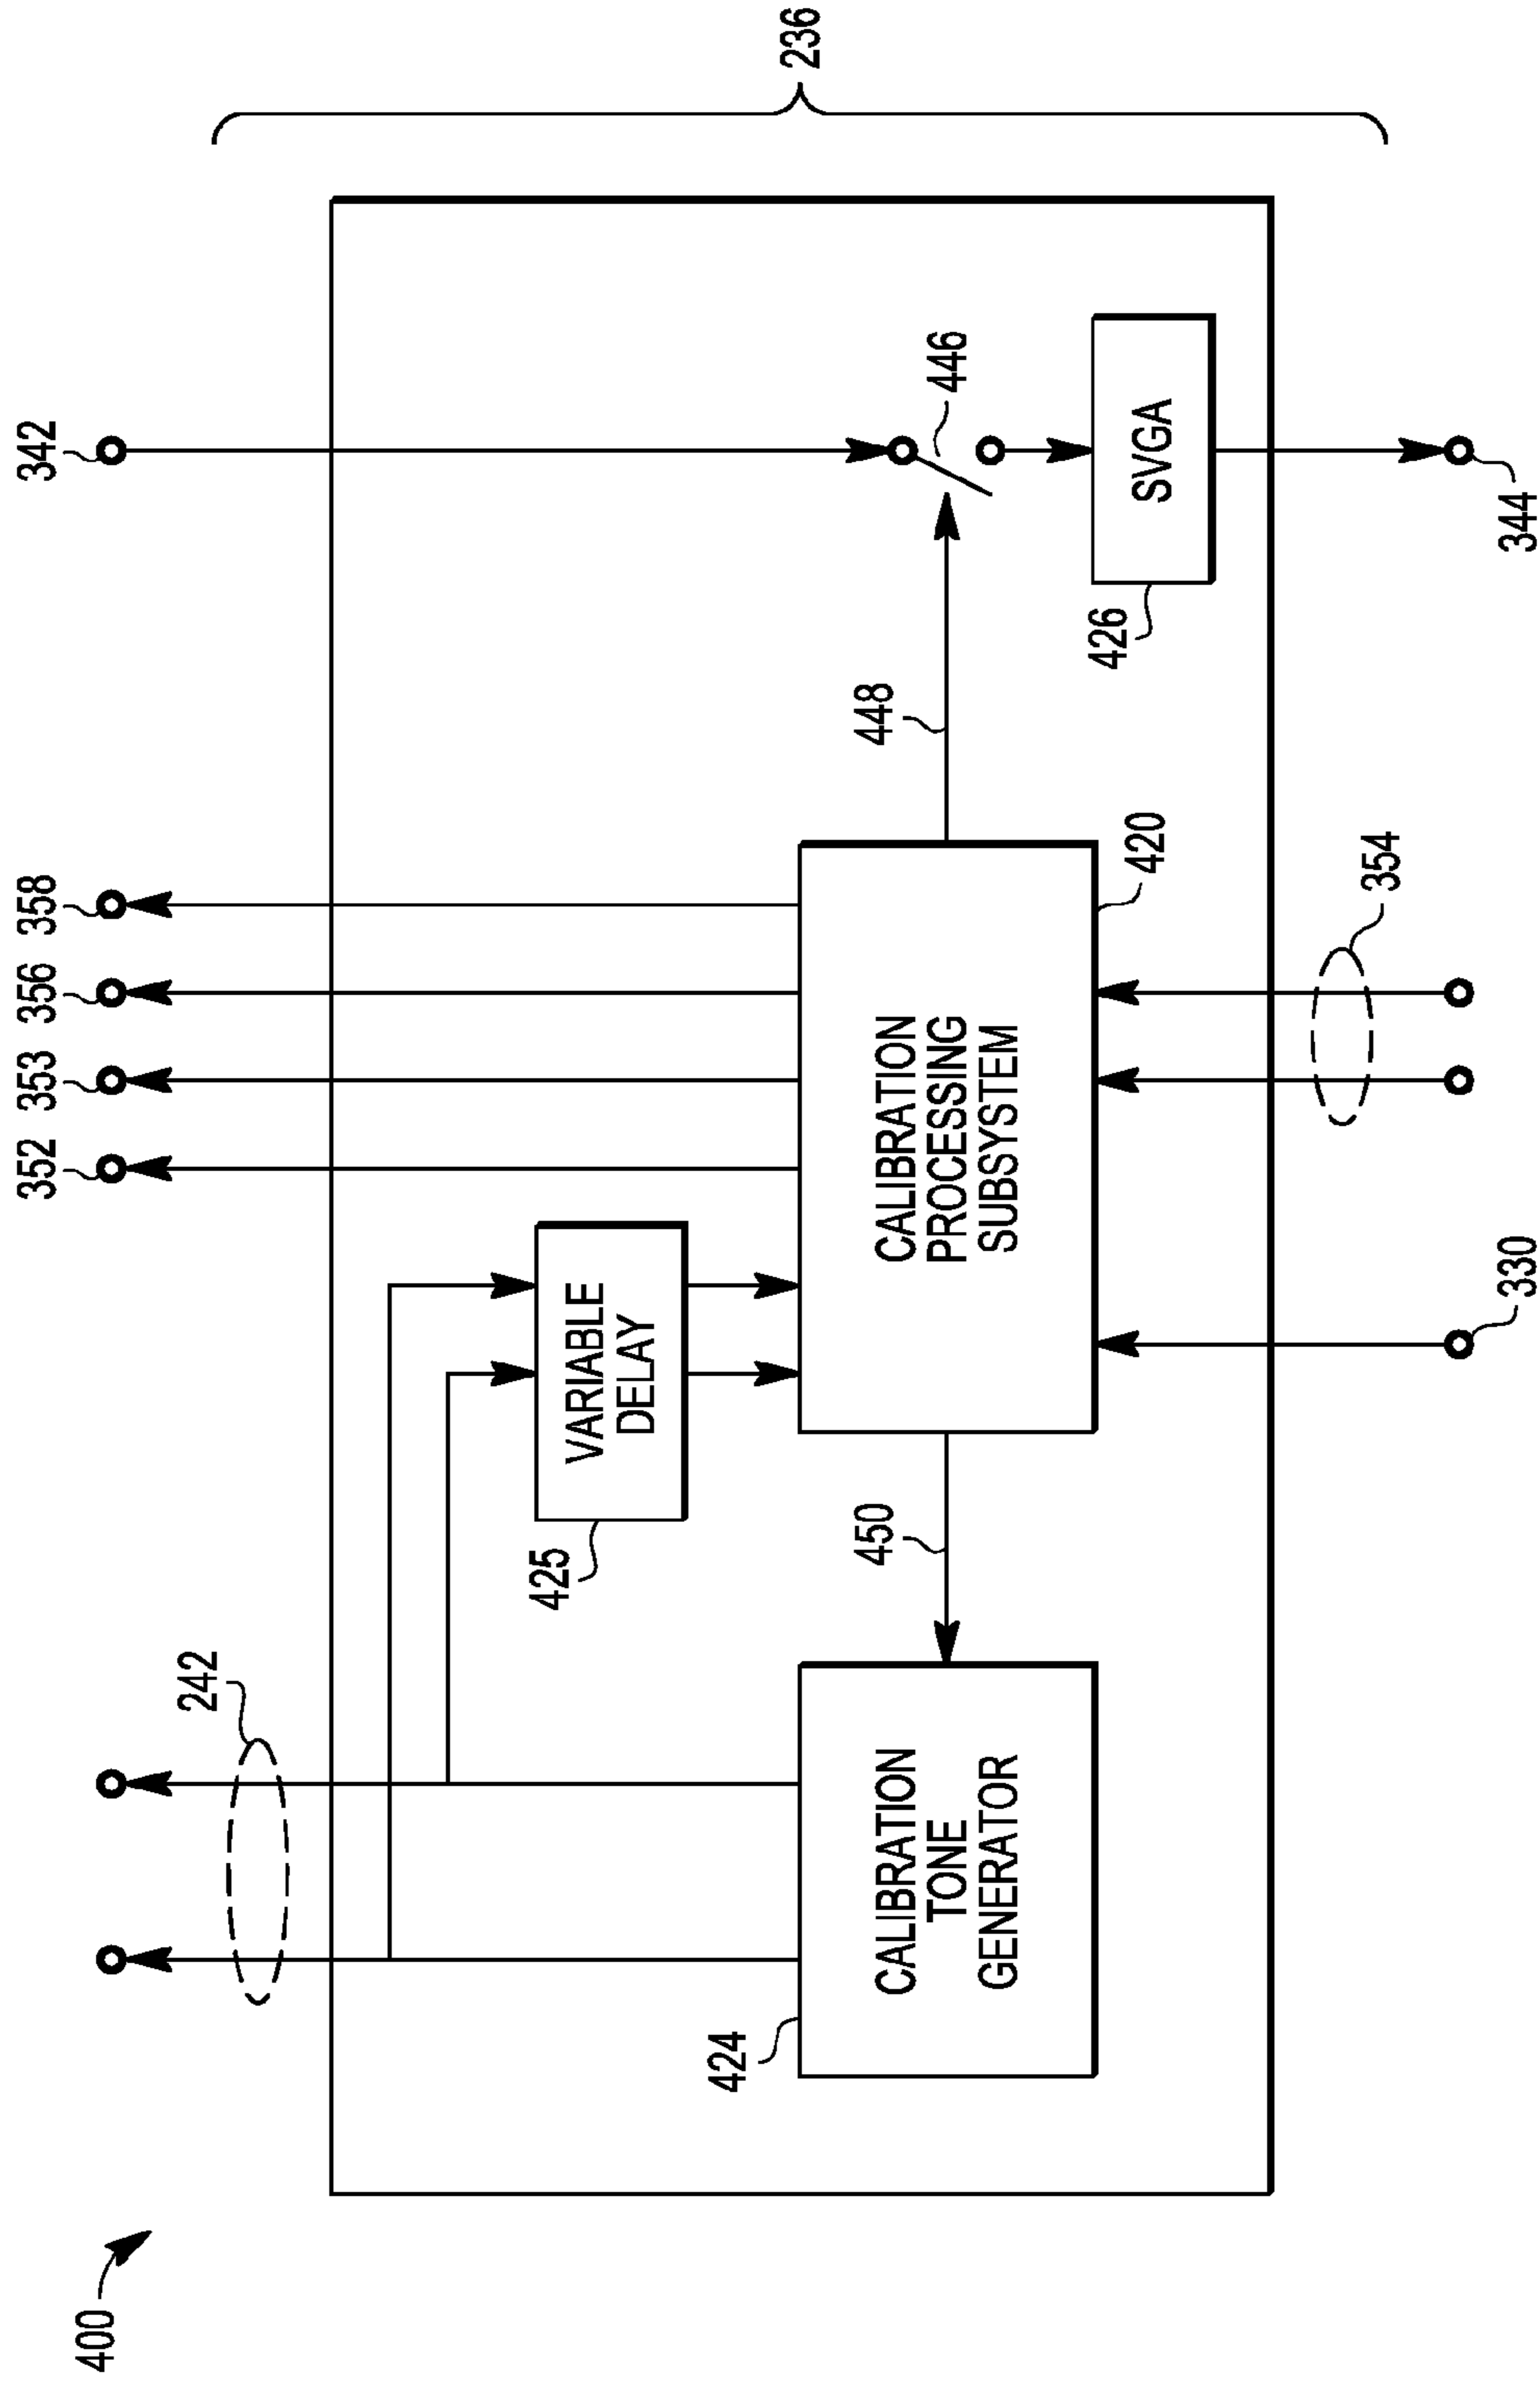 352
353
356
358
342
400
242
425
VARIABLE
DELAY
424
236
450
448
446
CALIBRATION
TONE
GENERATOR
CALIBRATION
PROCESSING
SUBSYSTEM
426
SVGA
420
354
330
344